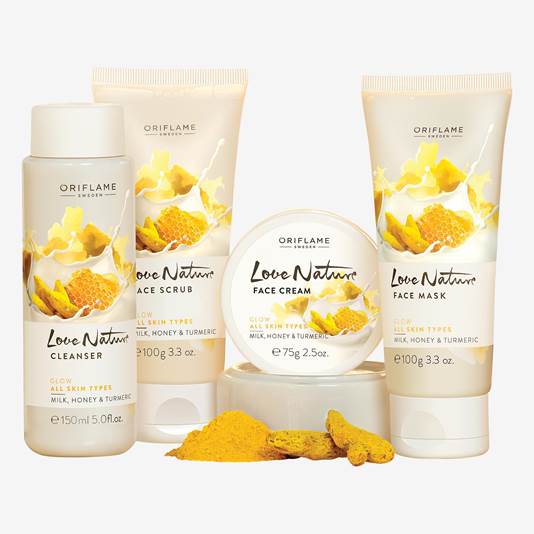 ORIFLAME
SWEDEN
Love Nature
CLEANSER
GLOW
ALL SKIN TYPES
MILK, HONEY & TURMERIC
℮150ml 5.0fl.oz.
ORIFLAME
SWEDEN
Love Nature
FACE SCRUB
GLOW
ALL SKIN TYPES
MILK, HONEY & TURMERIC
℮100g 3.3 oz.
ORIFLAME
SWEDEN
Love Nature
FACE CREAM
GLOW
ALL SKIN TYPES
MILK, HONEY & TURMERIC
℮75g 2.5oz.
ORIFLAME
SWEDEN
Love Nature
FACE MASK
GLOW
ALL SKIN TYPES
MILK, HONEY & TURMERIC
℮100g 3.3 oz.